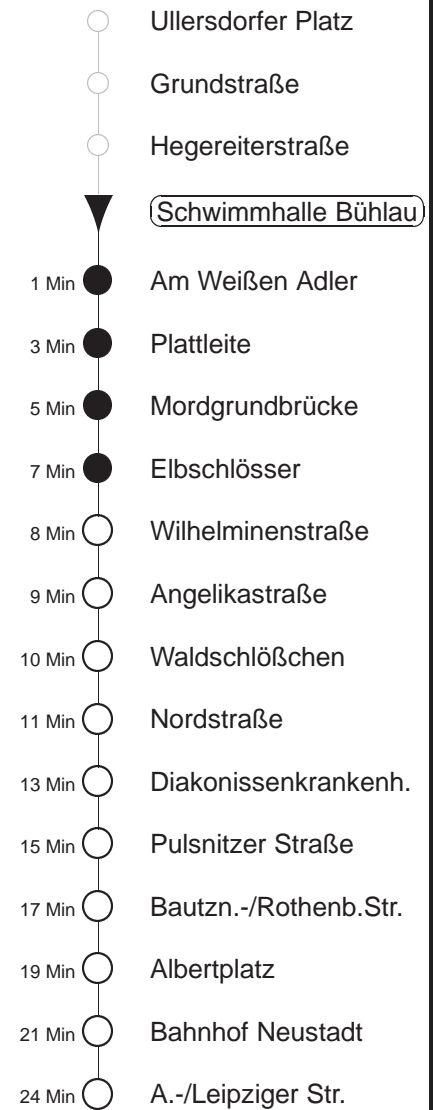 Ullersdorfer Platz
Grundstraße
Hegereiterstraße
Schwimmhalle Bühlau
1 Min Am Weißen Adler
3 Min Plattleite
5 Min Mordgrundbrücke
7 Min Elbschlösser
8 Min Wilhelminenstraße
9 Min Angelikastraße
10 Min Waldschlößchen
11 Min Nordstraße
13 Min Diakonissenkrankenh.
15 Min Pulsnitzer Straße
17 Min Bautzn.-/Rothenb.Str.
19 Min Albertplatz
21 Min Bahnhof Neustadt
24 Min A.-/Leipziger Str.